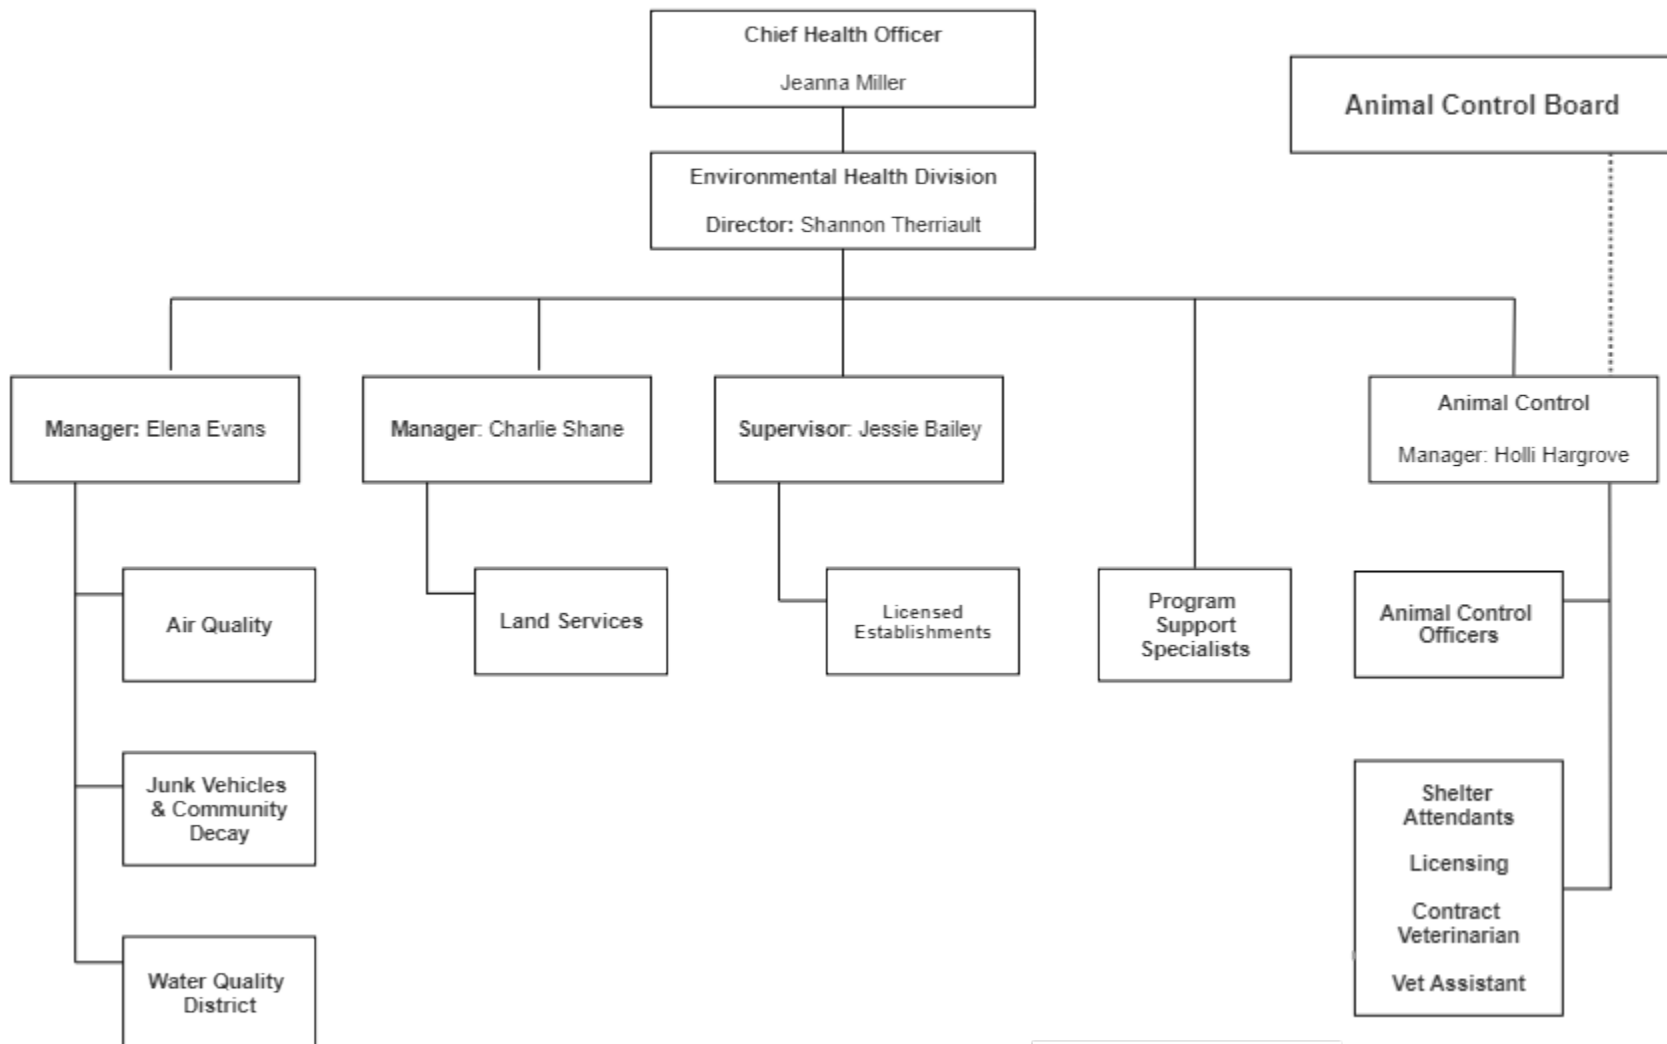 Chief Health Officer
Jeanna Miller
Animal Control Board
Environmental Health Division
Director: Shannon Therriault
Manager: Elena Evans
Manager: Charlie Shane
Supervisor: Jessie Bailey
Animal Control
Manager: Holli Hargrove
Air Quality
Land Services
Licensed
Establishments
Program
Support
Specialists
Animal Control
Officers
Junk Vehicles
& Community
Decay
Shelter
Attendants
Licensing
Contract
Veterinarian
Vet Assistant
Water Quality
District